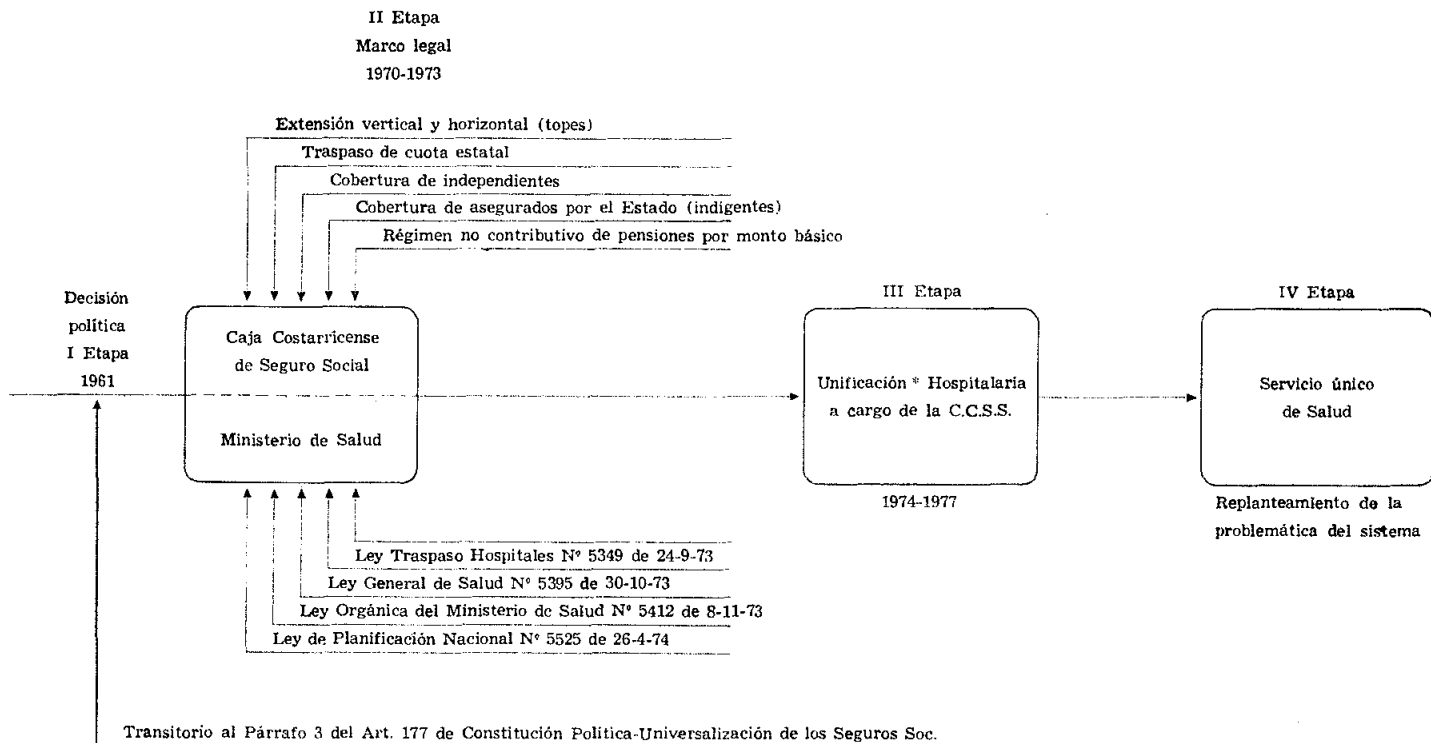 II Etapa
Marco legal
1970-1973
Extensión vertical y horizontal (topes)
Traspaso de cuota estatal
Cobertura de independientes
Cobertura de asegurados por el Estado (indigentes)
Régimen no contributivo de pensiones por monto básico
Decisión
política
I Etapa
1961
Caja Costarricense
de Seguro Social
Ministerio de Salud
III Etapa
Unificación * Hospitalaria
a cargo de la C.C.S.S.
1974-1977
IV Etapa
Servicio único
de Salud
Replanteamiento de la
problemática del sistema
Ley Traspaso Hospitales Nº 5349 de 24-9-73
Ley General de Salud Nº 5395 de 30-10-73
Ley Orgánica del Ministerio de Salud Nº 5412 de 8-11-73
Ley de Planificación Nacional Nº 5525 de 26-4-74
Transitorio al Párrafo 3 del Art. 177 de Constitución Política-Universalización de los Seguros Soc.